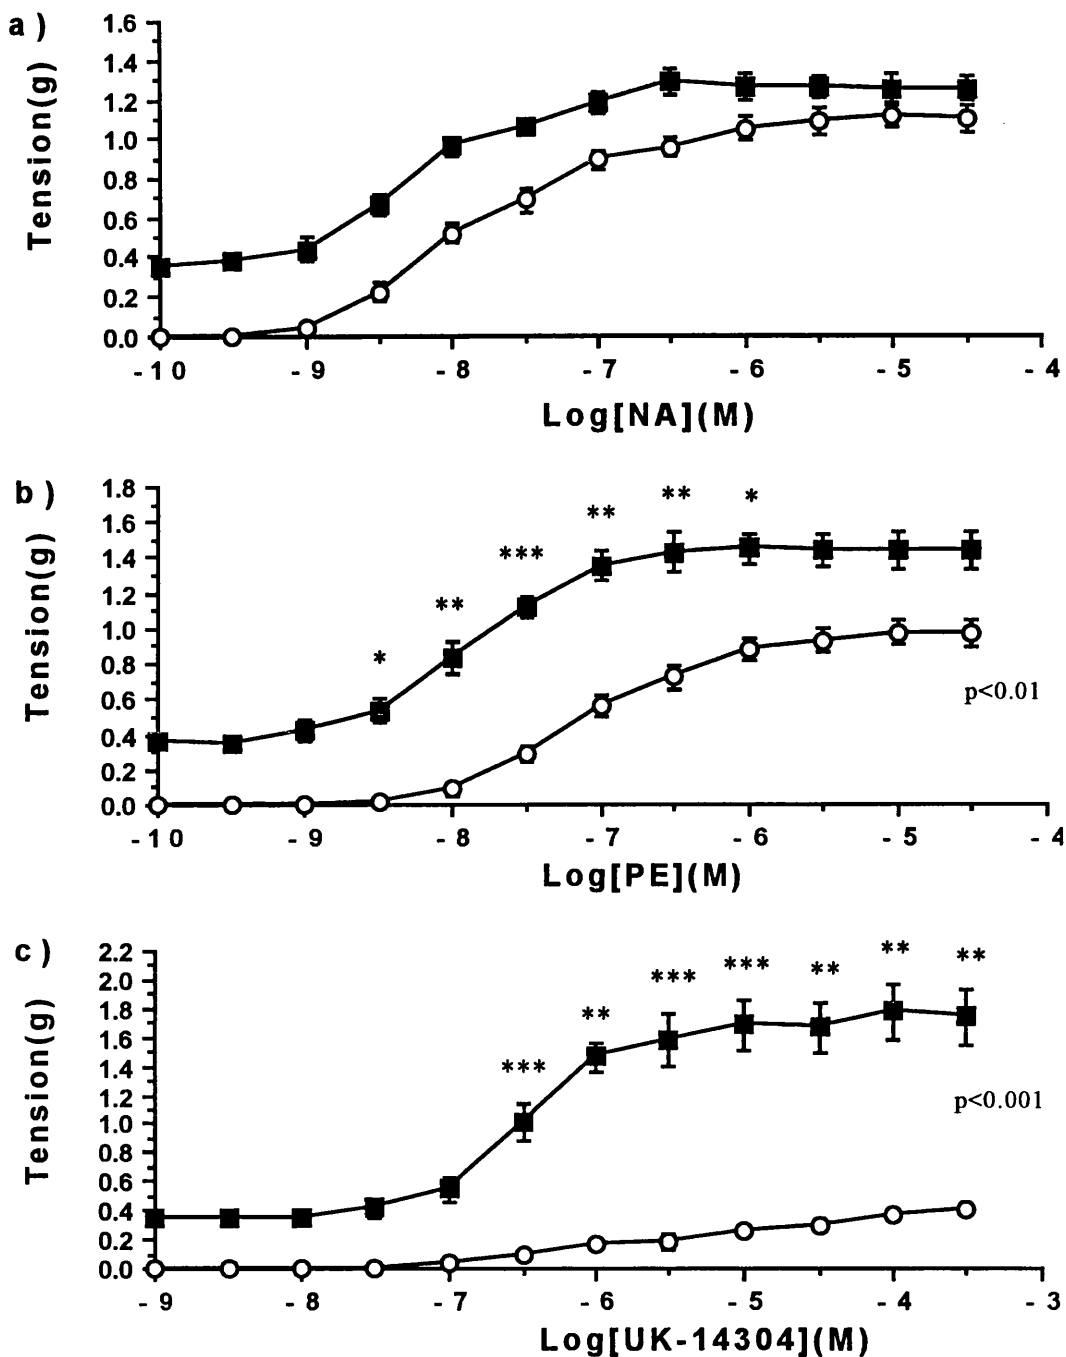 a)
Tension(g)
1.6
1.4
1.2
1.0
0.8
0.6
0.4
0.2
0.0
-10 -9 -8 -7 -6 -5 -4
Log[NA](M)
b)
Tension(g)
1.8
1.6
1.4
1.2
1.0
0.8
0.6
0.4
0.2
0.0
* ** *** ** ** *
p<0.01
-10 -9 -8 -7 -6 -5 -4
Log[PE](M)
c)
Tension(g)
2.2
2.0
1.8
1.6
1.4
1.2
1.0
0.8
0.6
0.4
0.2
0.0
*** ** *** *** ** ** **
p<0.001
-9 -8 -7 -6 -5 -4 -3
Log[UK-14304](M)